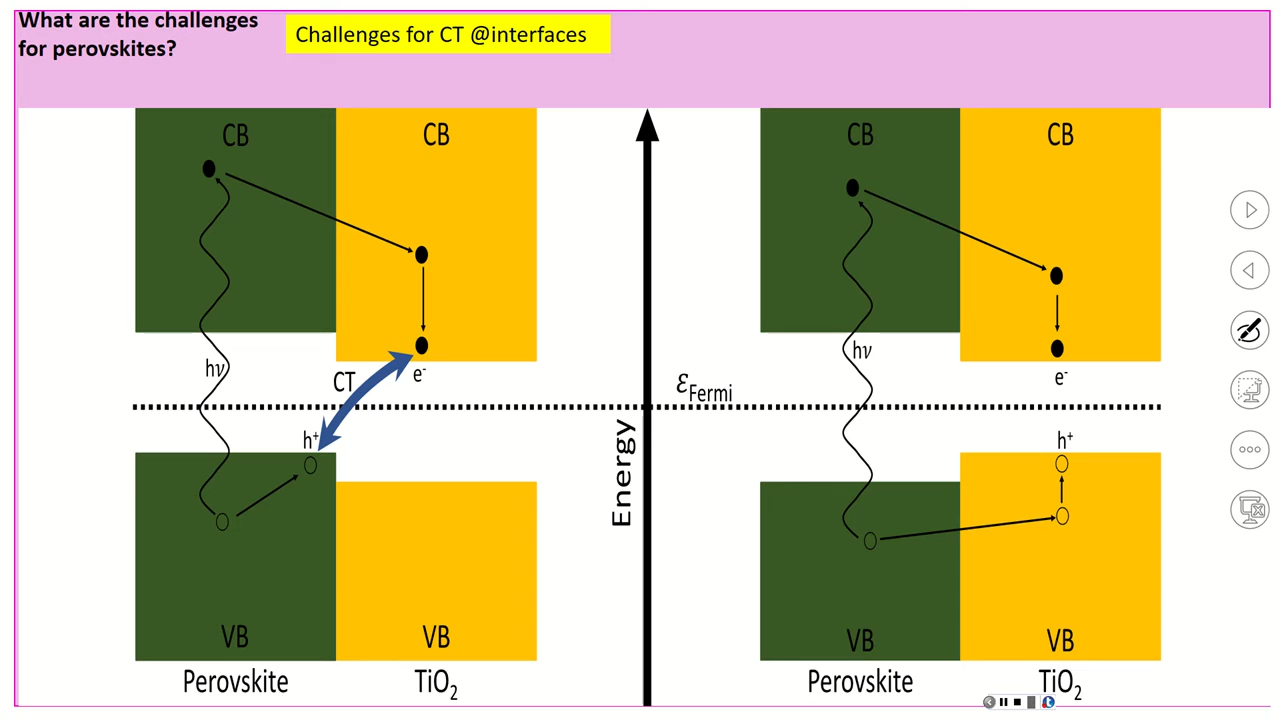 What are the challenges
for perovskites?
Challenges for CT @interfaces
CB
CB
hν
CT
e⁻
h⁺
VB
VB
Perovskite
TiO₂
Energy
ℰFermi
CB
CB
hν
e⁻
h⁺
VB
VB
Perovskite
TiO₂